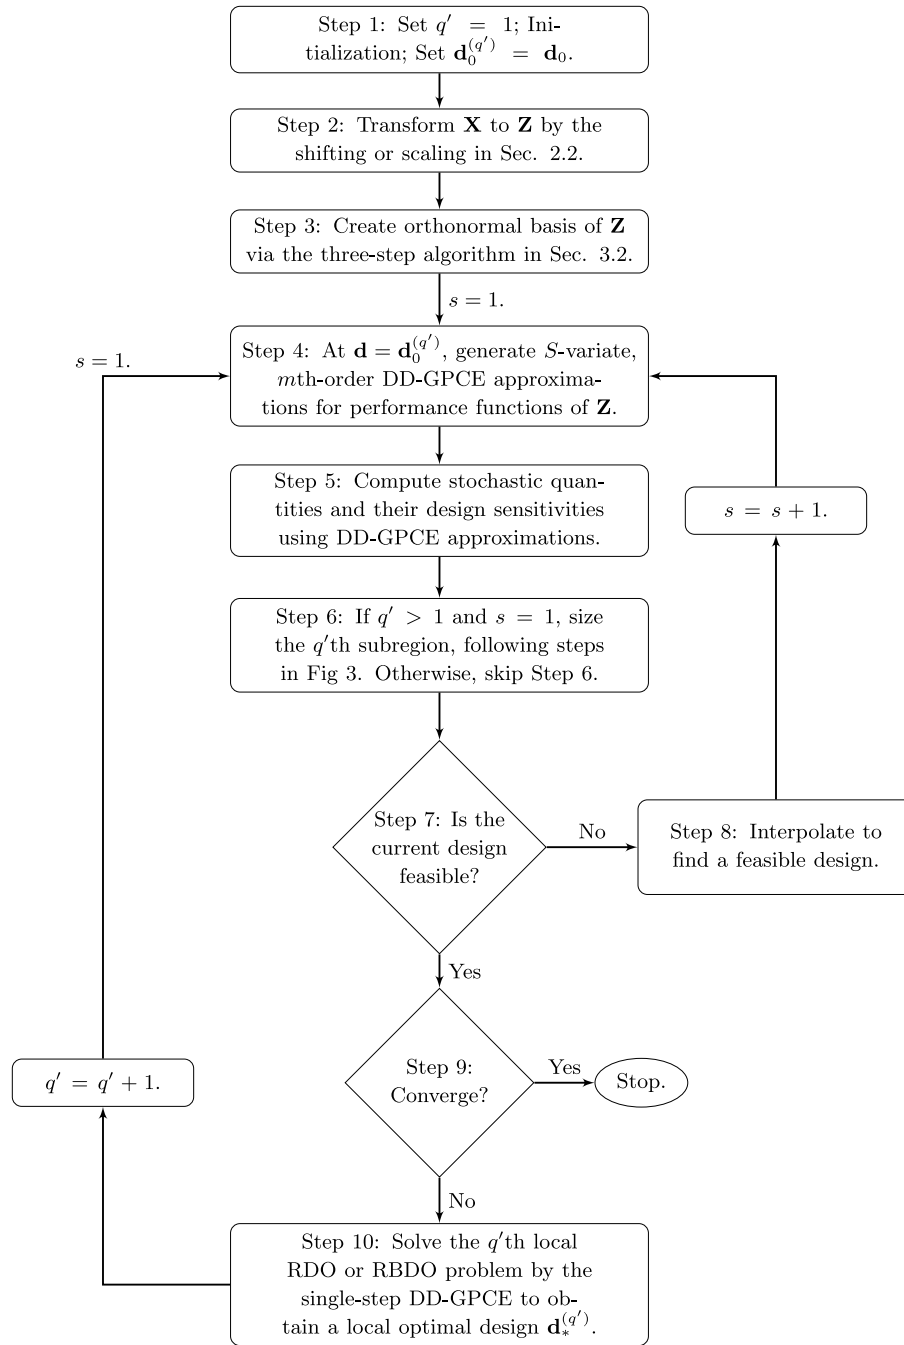 Step 1: Set q′ = 1; Ini-
tialization; Set d₀^(q′) = d₀.
Step 2: Transform X to Z by the
shifting or scaling in Sec. 2.2.
Step 3: Create orthonormal basis of Z
via the three-step algorithm in Sec. 3.2.
s = 1.
s = 1.
Step 4: At d = d₀^(q′), generate S-variate,
mth-order DD-GPCE approxima-
tions for performance functions of Z.
Step 5: Compute stochastic quan-
tities and their design sensitivities
using DD-GPCE approximations.
s = s + 1.
Step 6: If q′ > 1 and s = 1, size
the q′th subregion, following steps
in Fig 3. Otherwise, skip Step 6.
Step 7: Is the
current design
feasible?
No
Step 8: Interpolate to
find a feasible design.
Yes
Step 9:
Converge?
Yes
Stop.
q′ = q′ + 1.
No
Step 10: Solve the q′th local
RDO or RBDO problem by the
single-step DD-GPCE to ob-
tain a local optimal design d_*^(q′).